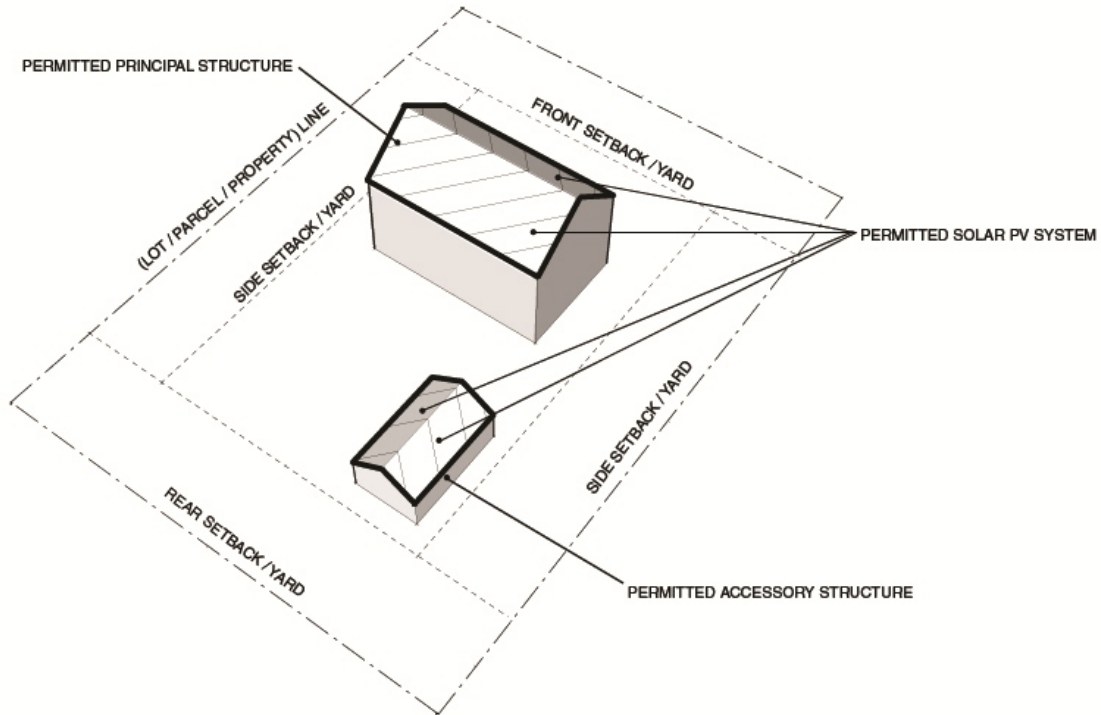 PERMITTED PRINCIPAL STRUCTURE
FRONT SETBACK / YARD
(LOT / PARCEL / PROPERTY) LINE
SIDE SETBACK / YARD
PERMITTED SOLAR PV SYSTEM
SIDE SETBACK / YARD
REAR SETBACK / YARD
PERMITTED ACCESSORY STRUCTURE